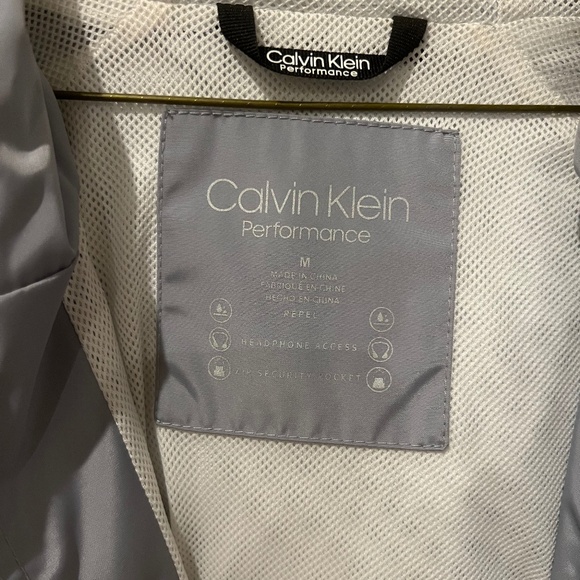 Calvin Klein
Performance
Calvin Klein
Performance
M
MADE IN CHINA
FABRIQUÉ EN CHINE
HECHO EN CHINA
REPEL
HEADPHONE ACCESS
SECURITY POCKET